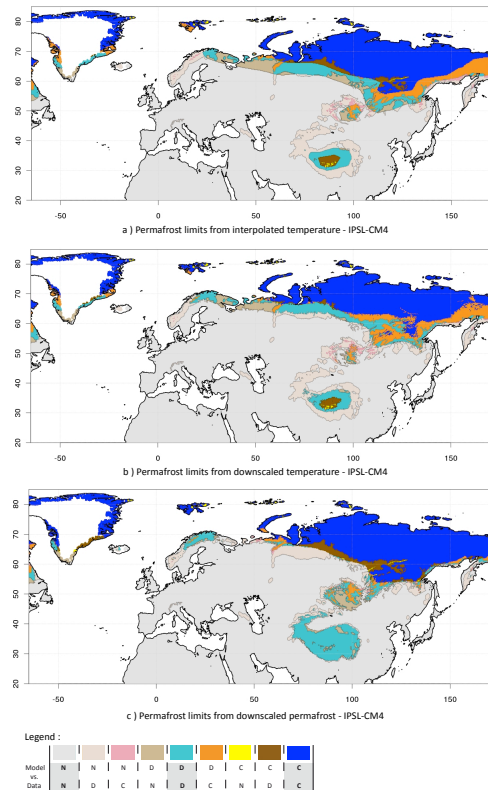 80
70
60
50
40
30
20
-50 0 50 100 150
a ) Permafrost limits from interpolated temperature - IPSL-CM4
80
70
60
50
40
30
20
-50 0 50 100 150
b ) Permafrost limits from downscaled temperature - IPSL-CM4
80
70
60
50
40
30
20
-50 0 50 100 150
c ) Permafrost limits from downscaled permafrost - IPSL-CM4
Legend :
Model N N N D D D C C C
vs.
Data N D C N D C N D C